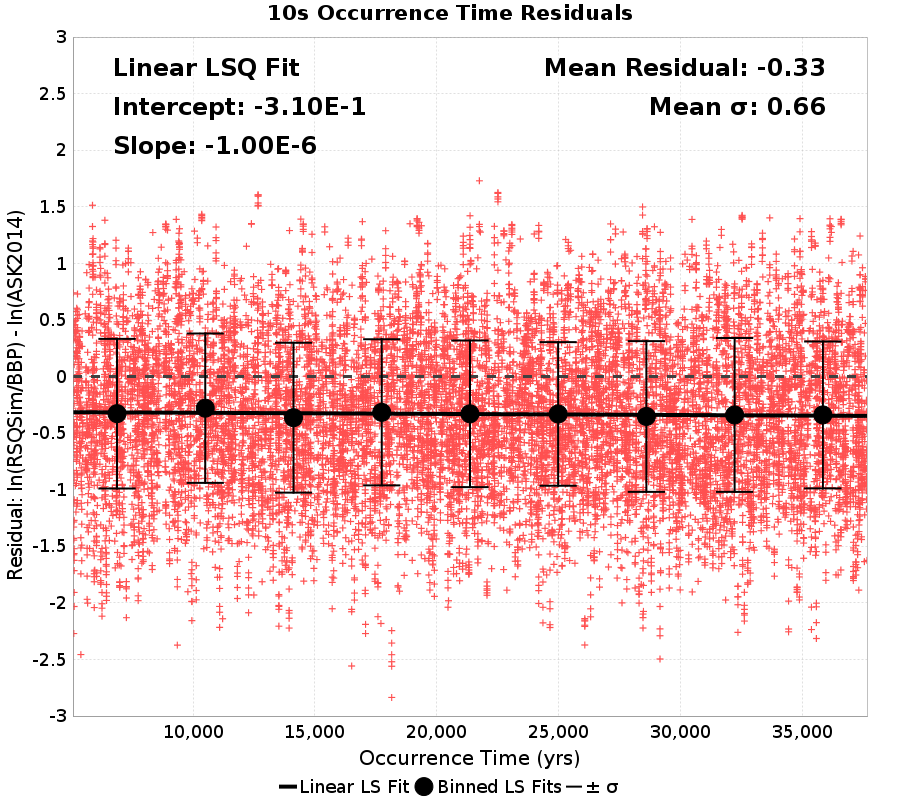 10s Occurrence Time Residuals
Linear LSQ Fit
Intercept: -3.10E-1
Slope: -1.00E-6
Mean Residual: -0.33
Mean σ: 0.66
Residual: ln(RSQSim/BBP) - ln(ASK2014)
3
2.5
2
1.5
1
0.5
0
-0.5
-1
-1.5
-2
-2.5
-3
10,000 15,000 20,000 25,000 30,000 35,000
Occurrence Time (yrs)
Linear LS Fit Binned LS Fits ± σ